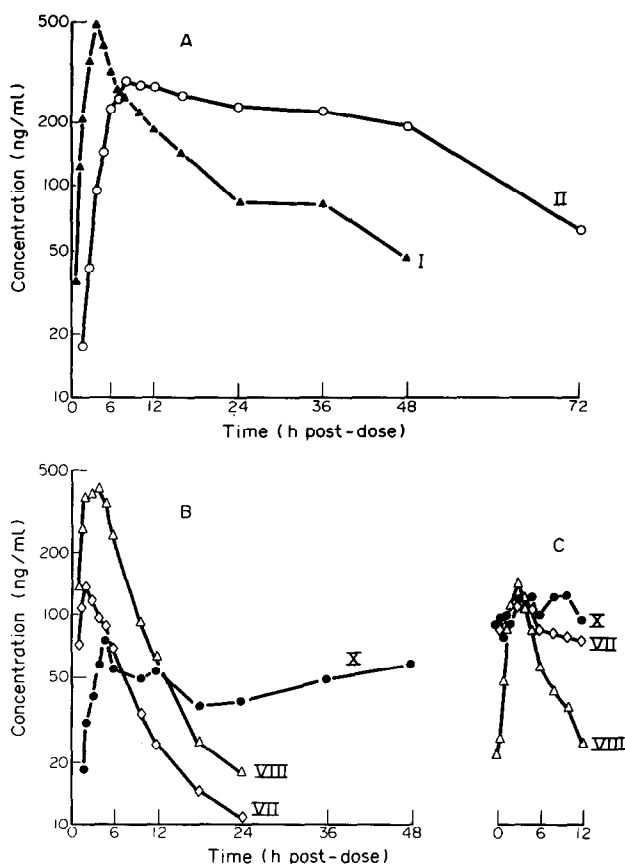 500
200
100
50
20
10
Concentration (ng/ml)
A
II
I
0 6 12 24 36 48 72
Time (h post-dose)
500
200
100
50
20
10
Concentration (ng/ml)
B
X
VIII
VII
0 6 12 24 36 48
Time (h post-dose)
C
X
VII
VIII
0 6 12